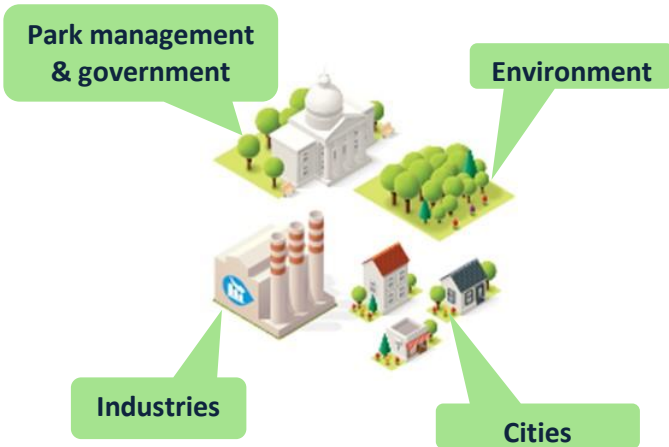 Park management
& government
Environment
Industries
Cities